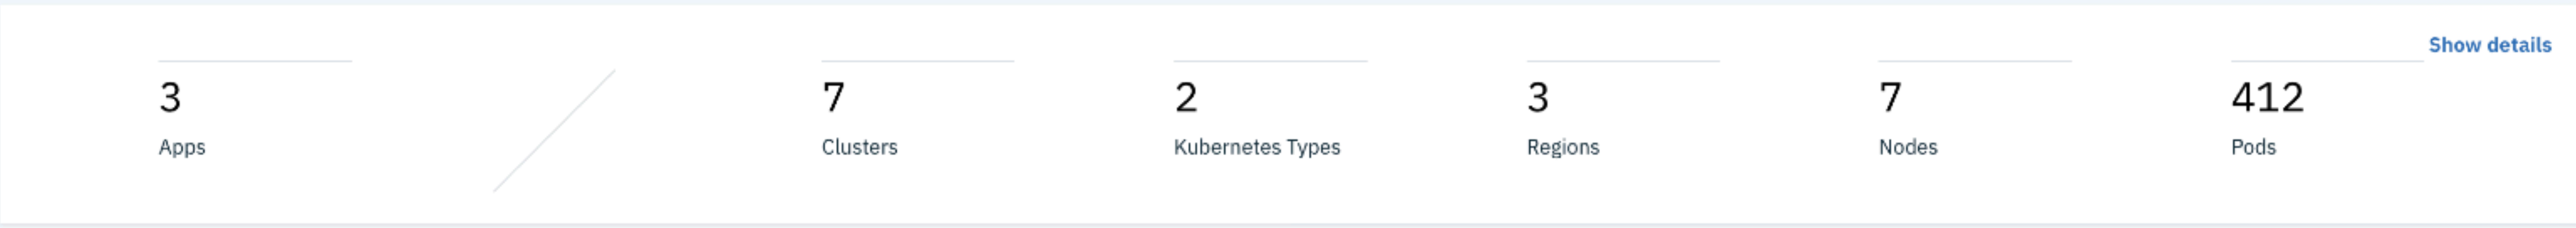 Show details
3
Apps
7
Clusters
2
Kubernetes Types
3
Regions
7
Nodes
412
Pods